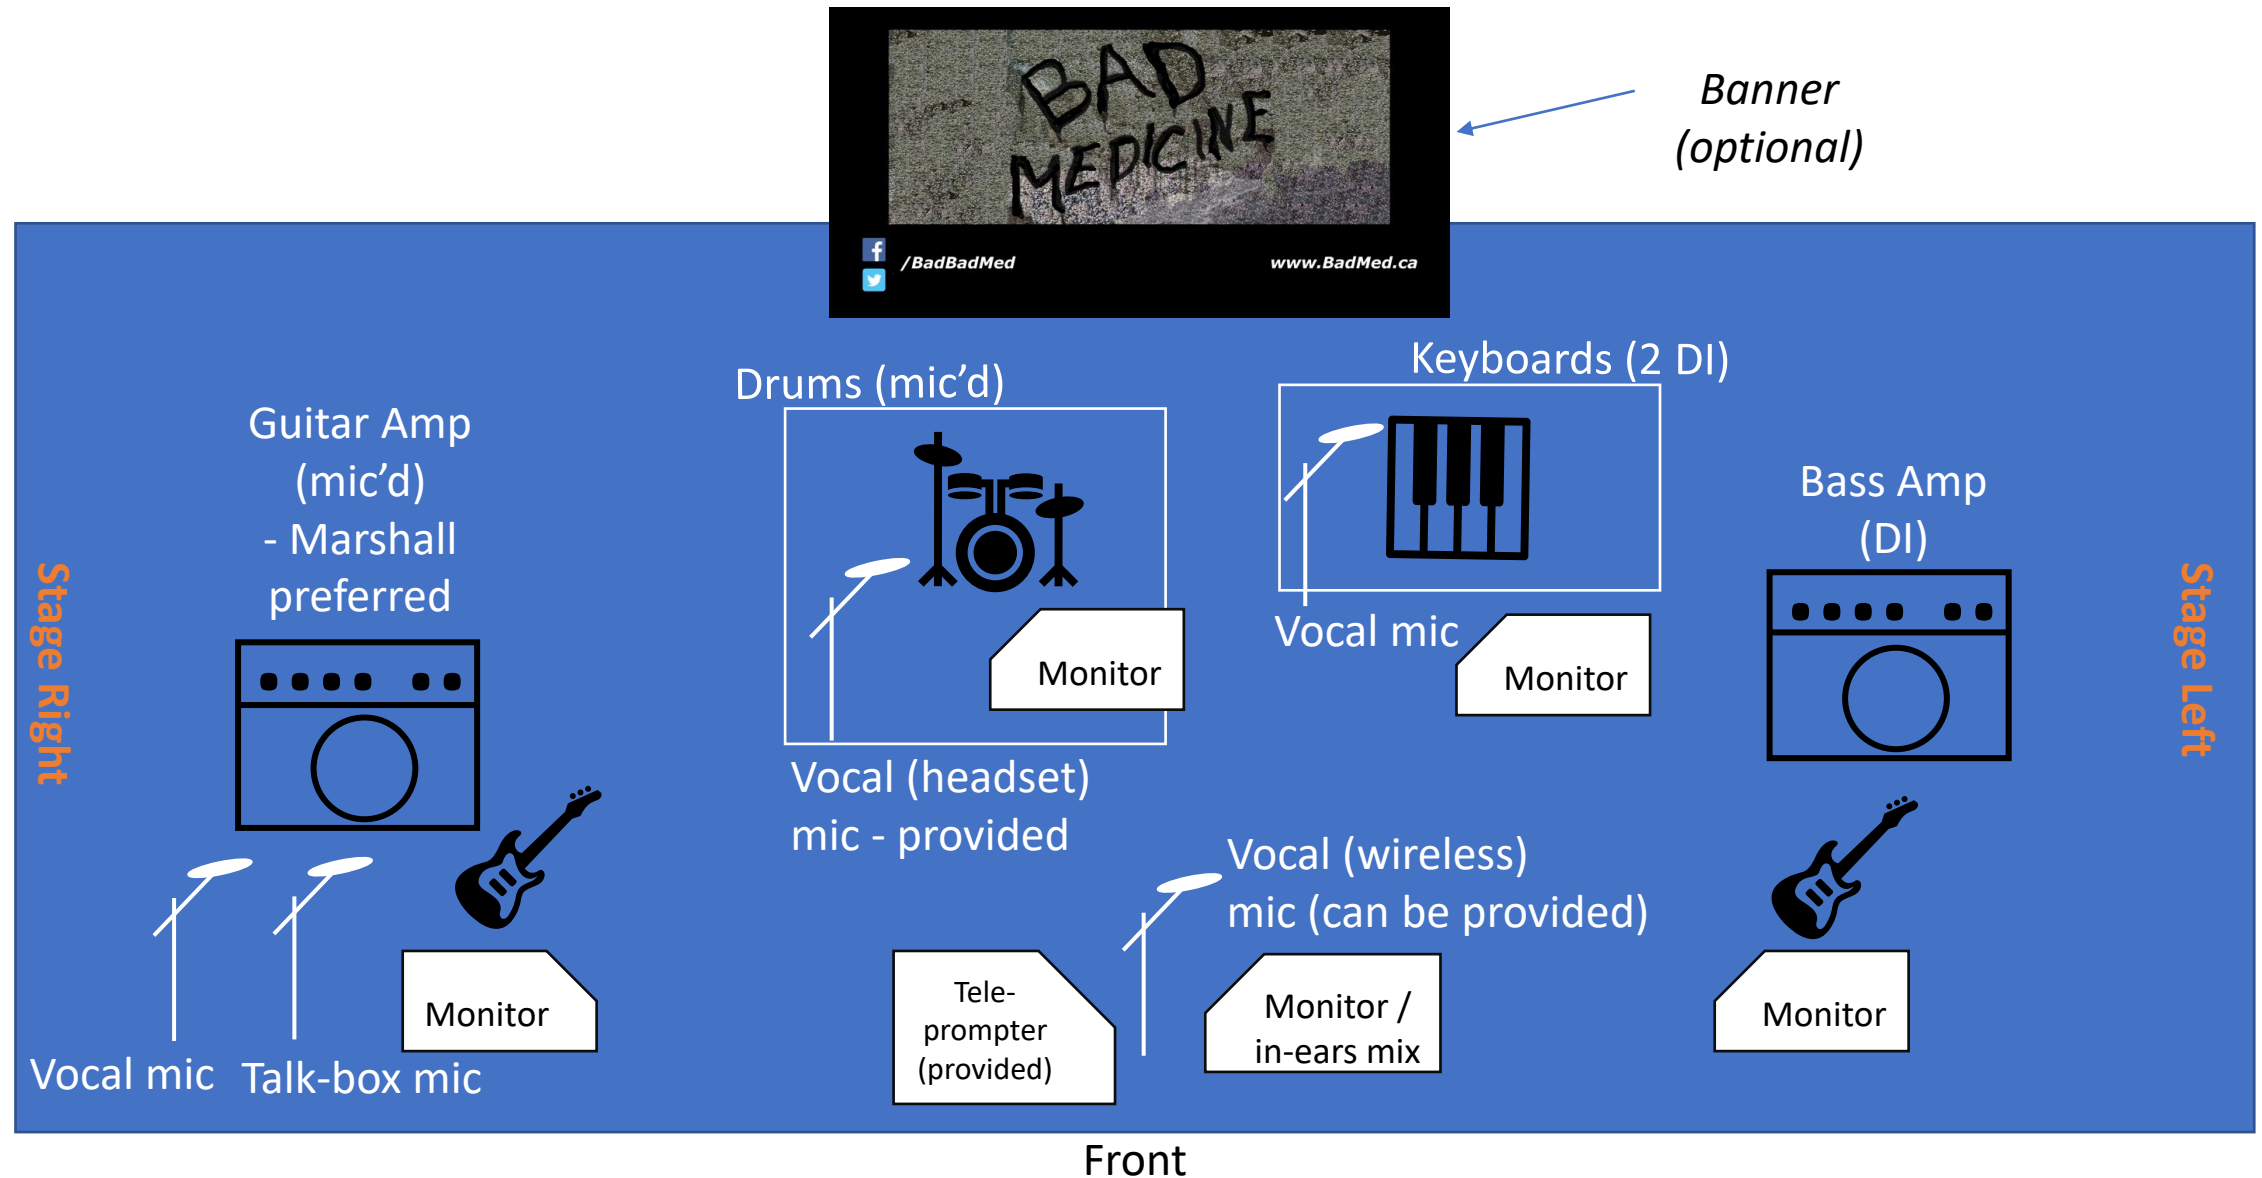 BAD
MEDICINE
/BadBadMed
www.BadMed.ca
Banner
(optional)
Drums (mic’d)
Keyboards (2 DI)
Guitar Amp
(mic’d)
- Marshall
preferred
Bass Amp
(DI)
Stage Right
Stage Left
Monitor
Vocal mic
Monitor
Vocal (headset)
mic - provided
Vocal (wireless)
mic (can be provided)
Vocal mic
Talk-box mic
Monitor
Tele-
prompter
(provided)
Monitor /
in-ears mix
Monitor
Front